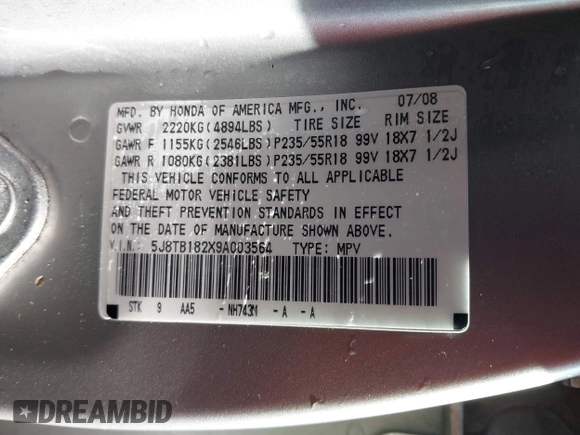 MFD. BY HONDA OF AMERICA MFG., INC. 07/08
GVWR 2220KG(4894LBS) TIRE SIZE RIM SIZE
GAWR F 1155KG(2546LBS)P235/55R18 99V 18X7 1/2J
GAWR R 1080KG(2381LBS)P235/55R18 99V 18X7 1/2J
THIS VEHICLE CONFORMS TO ALL APPLICABLE
FEDERAL MOTOR VEHICLE SAFETY
AND THEFT PREVENTION STANDARDS IN EFFECT
ON THE DATE OF MANUFACTURE SHOWN ABOVE.
V.I.N.: 5J8TB182X9A003564 TYPE: MPV
STK 9 AA5 - NH743M - A - A
DREAMBID